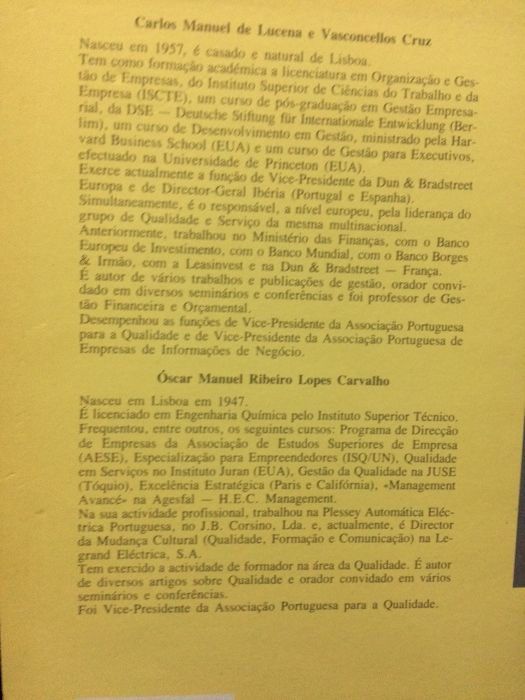 Carlos Manuel de Lucena e Vasconcellos Cruz
Nasceu em 1957, é casado e natural de Lisboa.
Tem como formação académica a licenciatura em Organização e Ges-
tão de Empresas, do Instituto Superior de Ciências do Trabalho e da
Empresa (ISCTE), um curso de pós-graduação em Gestão Empresa-
rial, da DSE — Deutsche Stiftung für Internationale Entwicklung (Ber-
lim), um curso de Desenvolvimento em Gestão, ministrado pela Har-
vard Business School (EUA) e um curso de Gestão para Executivos,
efectuado na Universidade de Princeton (EUA).
Exerce actualmente a função de Vice-Presidente da Dun & Bradstreet
Europa e de Director-Geral Ibéria (Portugal e Espanha).
Simultaneamente, é o responsável, a nível europeu, pela liderança do
grupo de Qualidade e Serviço da mesma multinacional.
Anteriormente, trabalhou no Ministério das Finanças, com o Banco
Europeu de Investimento, com o Banco Mundial, com o Banco Borges
& Irmão, com a Leasinvest e na Dun & Bradstreet — França.
É autor de vários trabalhos e publicações de gestão, orador convi-
dado em diversos seminários e conferências e foi professor de Ges-
tão Financeira e Orçamental.
Desempenhou as funções de Vice-Presidente da Associação Portuguesa
para a Qualidade e de Vice-Presidente da Associação Portuguesa de
Empresas de Informações de Negócio.
Óscar Manuel Ribeiro Lopes Carvalho
Nasceu em Lisboa em 1947.
É licenciado em Engenharia Química pelo Instituto Superior Técnico.
Frequentou, entre outros, os seguintes cursos: Programa de Direcção
de Empresas da Associação de Estudos Superiores de Empresa
(AESE), Especialização para Empreendedores (ISQ/UN), Qualidade
em Serviços no Instituto Juran (EUA), Gestão da Qualidade na JUSE
(Tóquio), Excelência Estratégica (Paris e Califórnia), «Management
Avancé» na Agesfal — H.E.C. Management.
Na sua actividade profissional, trabalhou na Plessey Automática Eléc-
trica Portuguesa, no J.B. Corsino, Lda. e, actualmente, é Director
da Mudança Cultural (Qualidade, Formação e Comunicação) na Le-
grand Eléctrica, S.A.
Tem exercido a actividade de formador na área da Qualidade. É autor
de diversos artigos sobre Qualidade e orador convidado em vários
seminários e conferências.
Foi Vice-Presidente da Associação Portuguesa para a Qualidade.